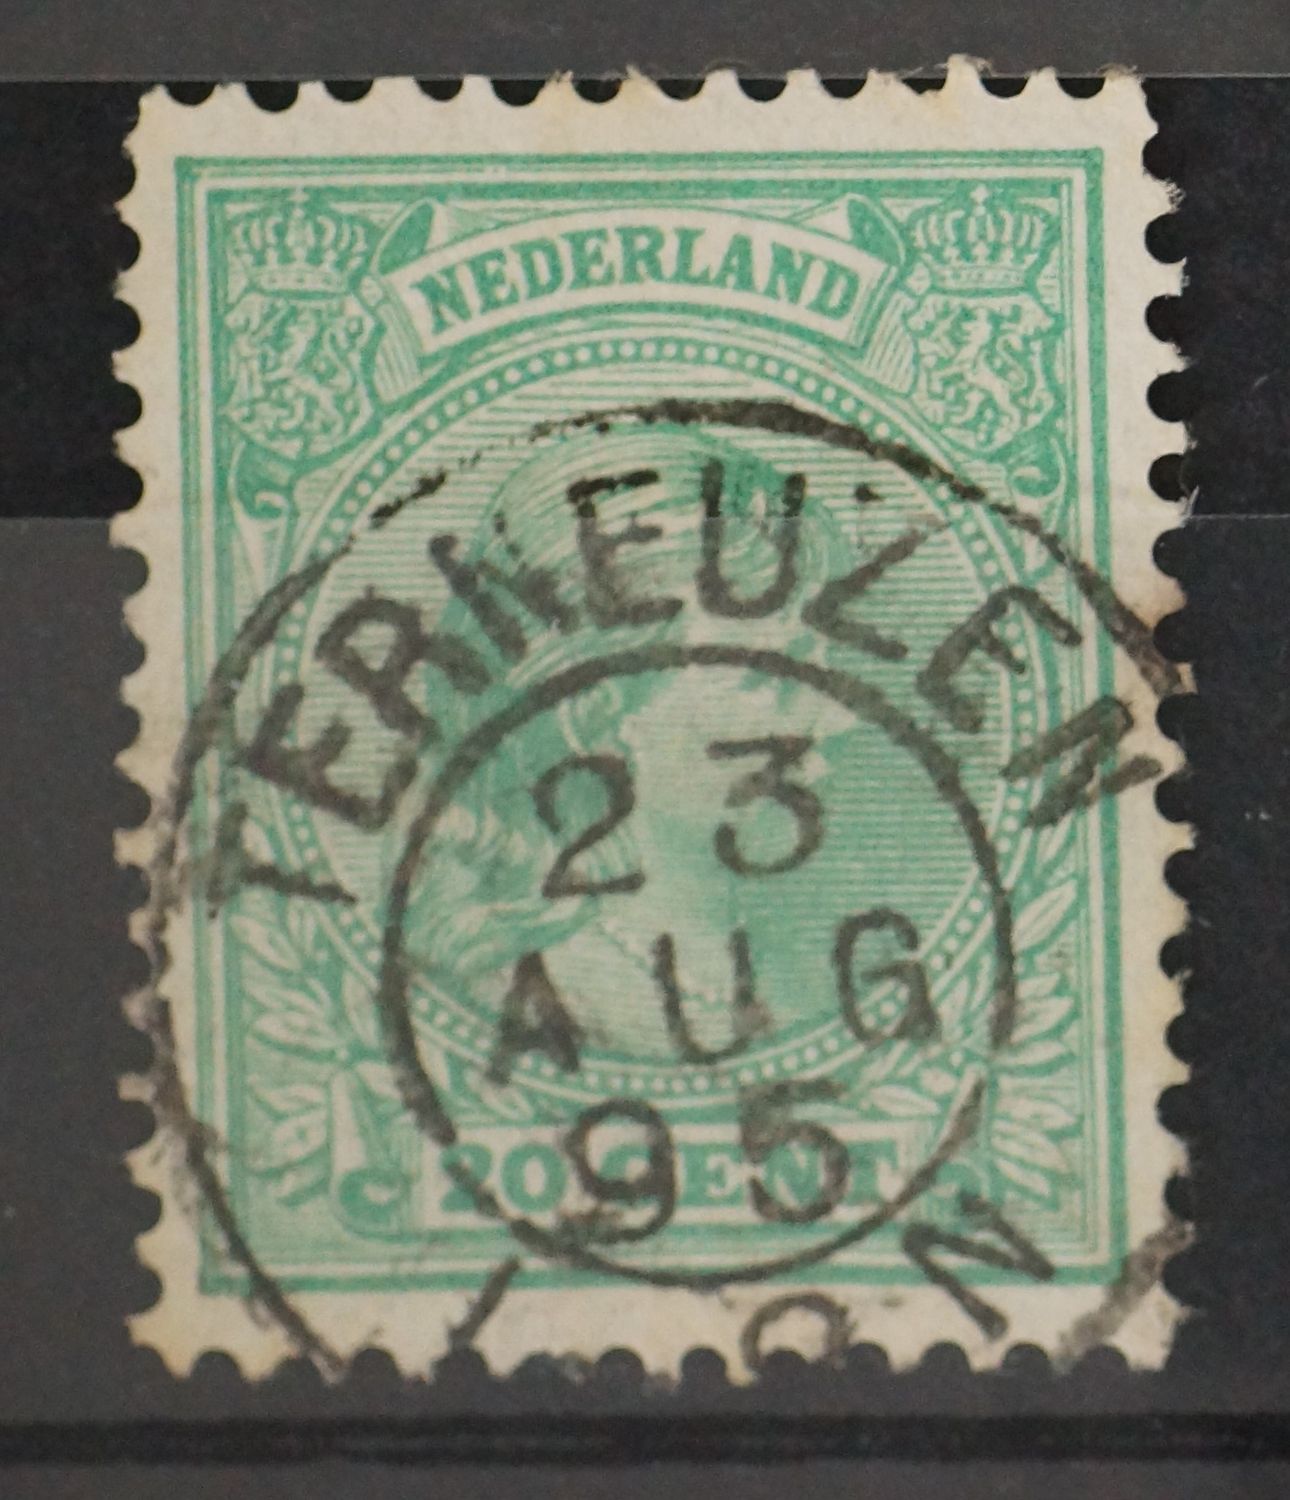 NEDERLAND
TERNEUZEN
23
AUG
95
20 CENT